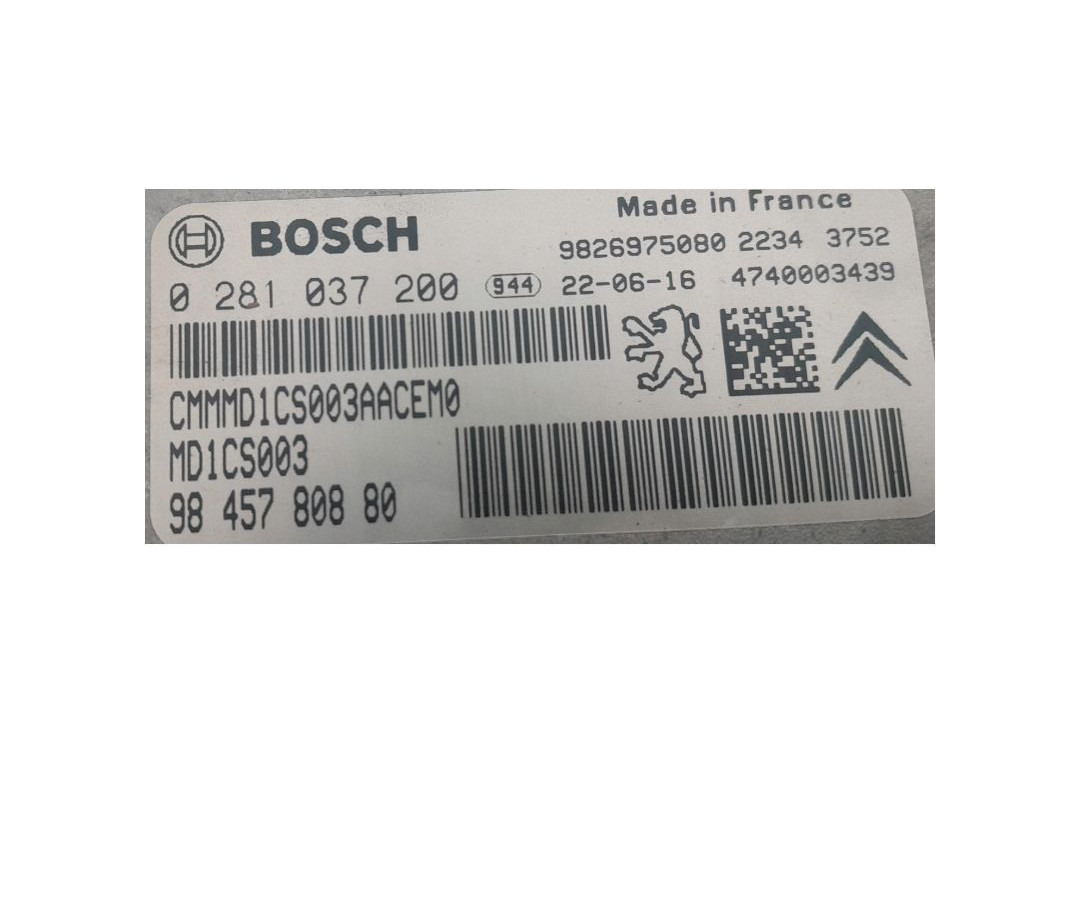 BOSCH
Made in France
9826975080 2234 3752
0 281 037 200 944 22-06-16 4740003439
CMMMD1CS003AACEM0
MD1CS003
98 457 808 80